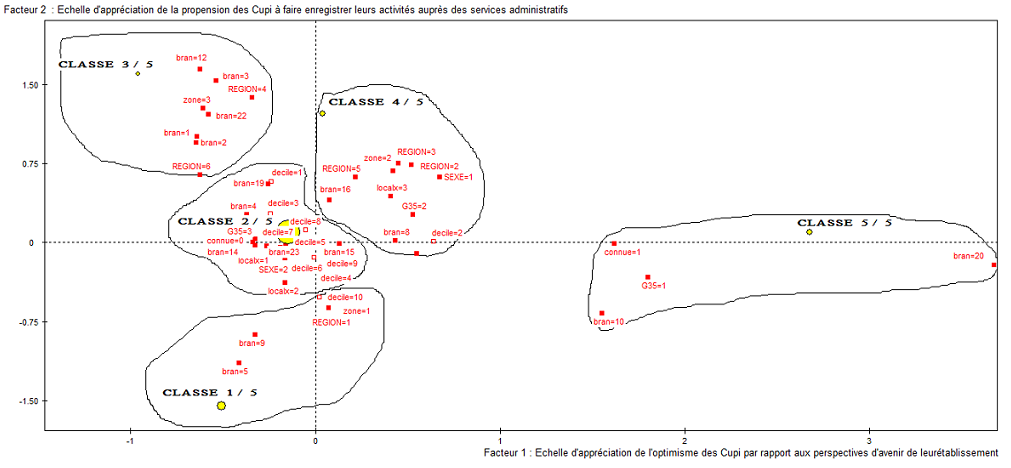 Facteur 2 : Echelle d'appréciation de la propension des Cupi à faire enregistrer leurs activités auprès des services administratifs
bran=12
CLASSE 3 / 5
bran=3
1.50
REGION=4
zone=3
CLASSE 4 / 5
bran=22
bran=1
bran=2
REGION=3
zone=2
0.75
REGION=6
REGION=5
REGION=2
decile=1
SEXE=1
bran=19
bran=16
localx=3
bran=4
decile=3
G35=2
CLASSE 2 / 5
decile=8
CLASSE 5 / 5
G35=3
decile=7
bran=8
decile=2
0
connue=0
decile=5
bran=14
bran=23
bran=15
connue=1
bran=20
localx=1
decile=9
SEXE=2
decile=6
decile=4
G35=1
localx=2
decile=10
zone=1
-0.75
REGION=1
bran=10
bran=9
bran=5
CLASSE 1 / 5
-1.50
-1
0
1
2
3
Facteur 1 : Echelle d'appréciation de l'optimisme des Cupi par rapport aux perspectives d'avenir de leurétablissement